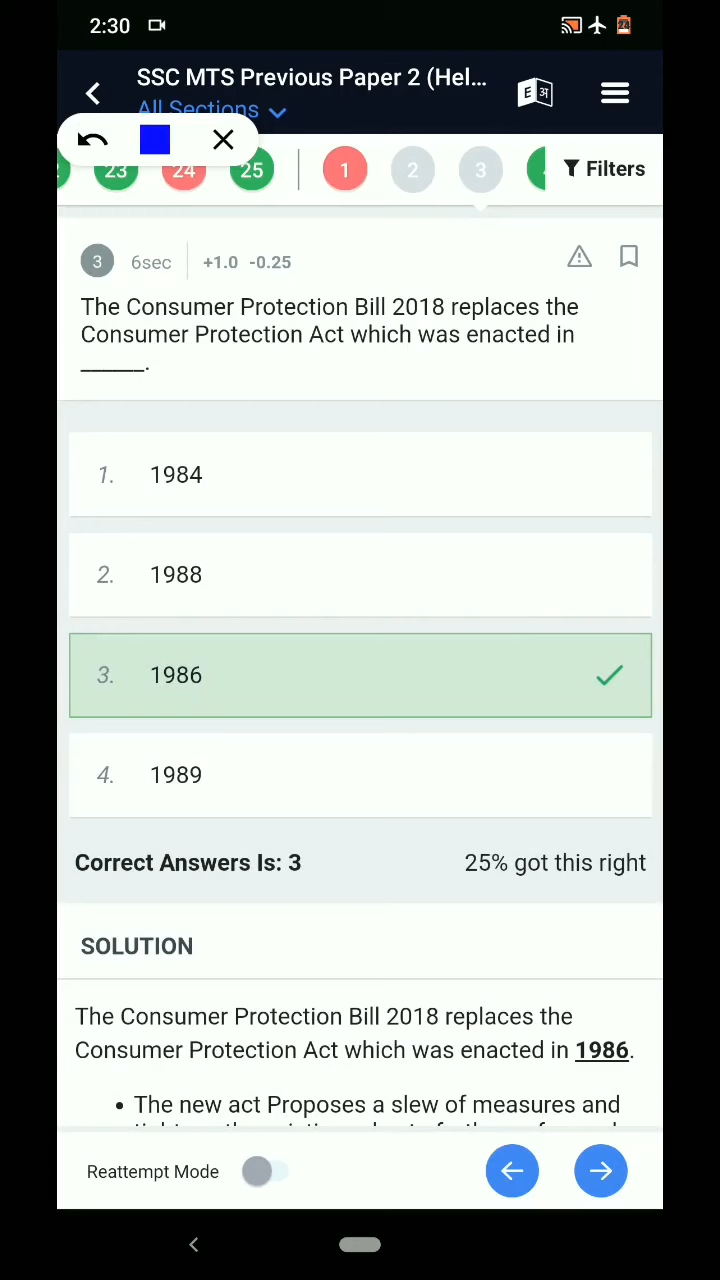 2:30
24
SSC MTS Previous Paper 2 (Hel...
E अ
All Sections
23 24 25 1 2 3 Filters
3 6sec +1.0 -0.25
The Consumer Protection Bill 2018 replaces the
Consumer Protection Act which was enacted in
______.
1. 1984
2. 1988
3. 1986
4. 1989
Correct Answers Is: 3 25% got this right
SOLUTION
The Consumer Protection Bill 2018 replaces the
Consumer Protection Act which was enacted in 1986.
• The new act Proposes a slew of measures and
Reattempt Mode